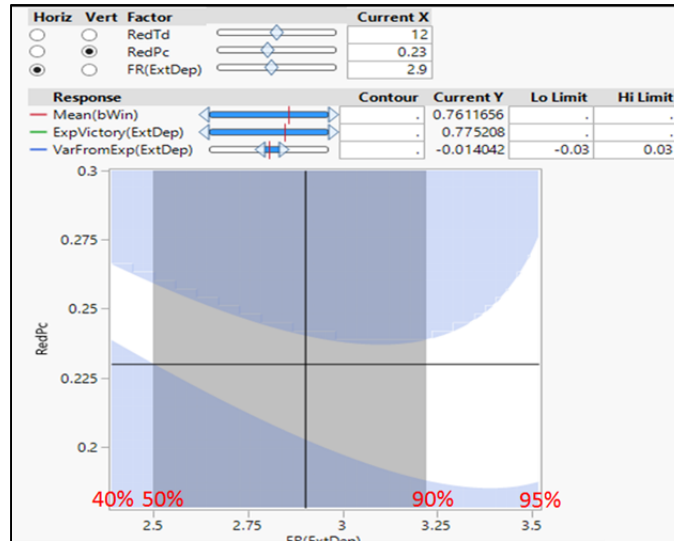 Horiz Vert Factor Current X
RedTd 12
RedPc 0.23
FR(ExtDep) 2.9
Response Contour Current Y Lo Limit Hi Limit
Mean(bWin) . 0.7611656 . .
ExpVictory(ExtDep) . 0.775208 . .
VarFromExp(ExtDep) . -0.014042 -0.03 0.03
0.3
0.275
0.25
RedPc
0.225
0.2
40% 50% 90% 95%
2.5 2.75 3 3.25 3.5
FR(ExtDep)